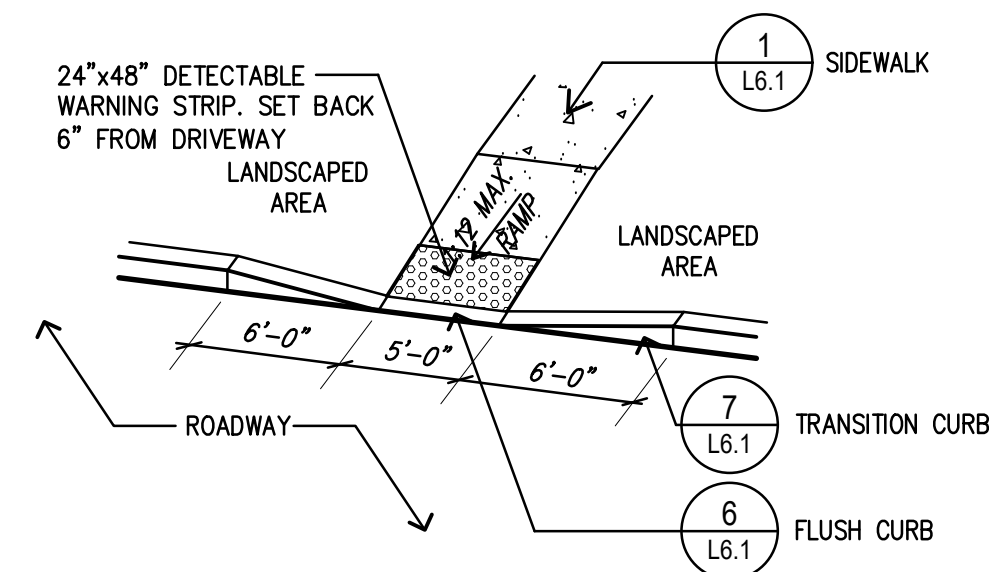 24"x48" DETECTABLE
WARNING STRIP. SET BACK
6" FROM DRIVEWAY
LANDSCAPED
AREA
1
L6.1
SIDEWALK
1:12 MAX.
RAMP
LANDSCAPED
AREA
6'-0"
5'-0"
6'-0"
ROADWAY
7
L6.1
TRANSITION CURB
6
L6.1
FLUSH CURB